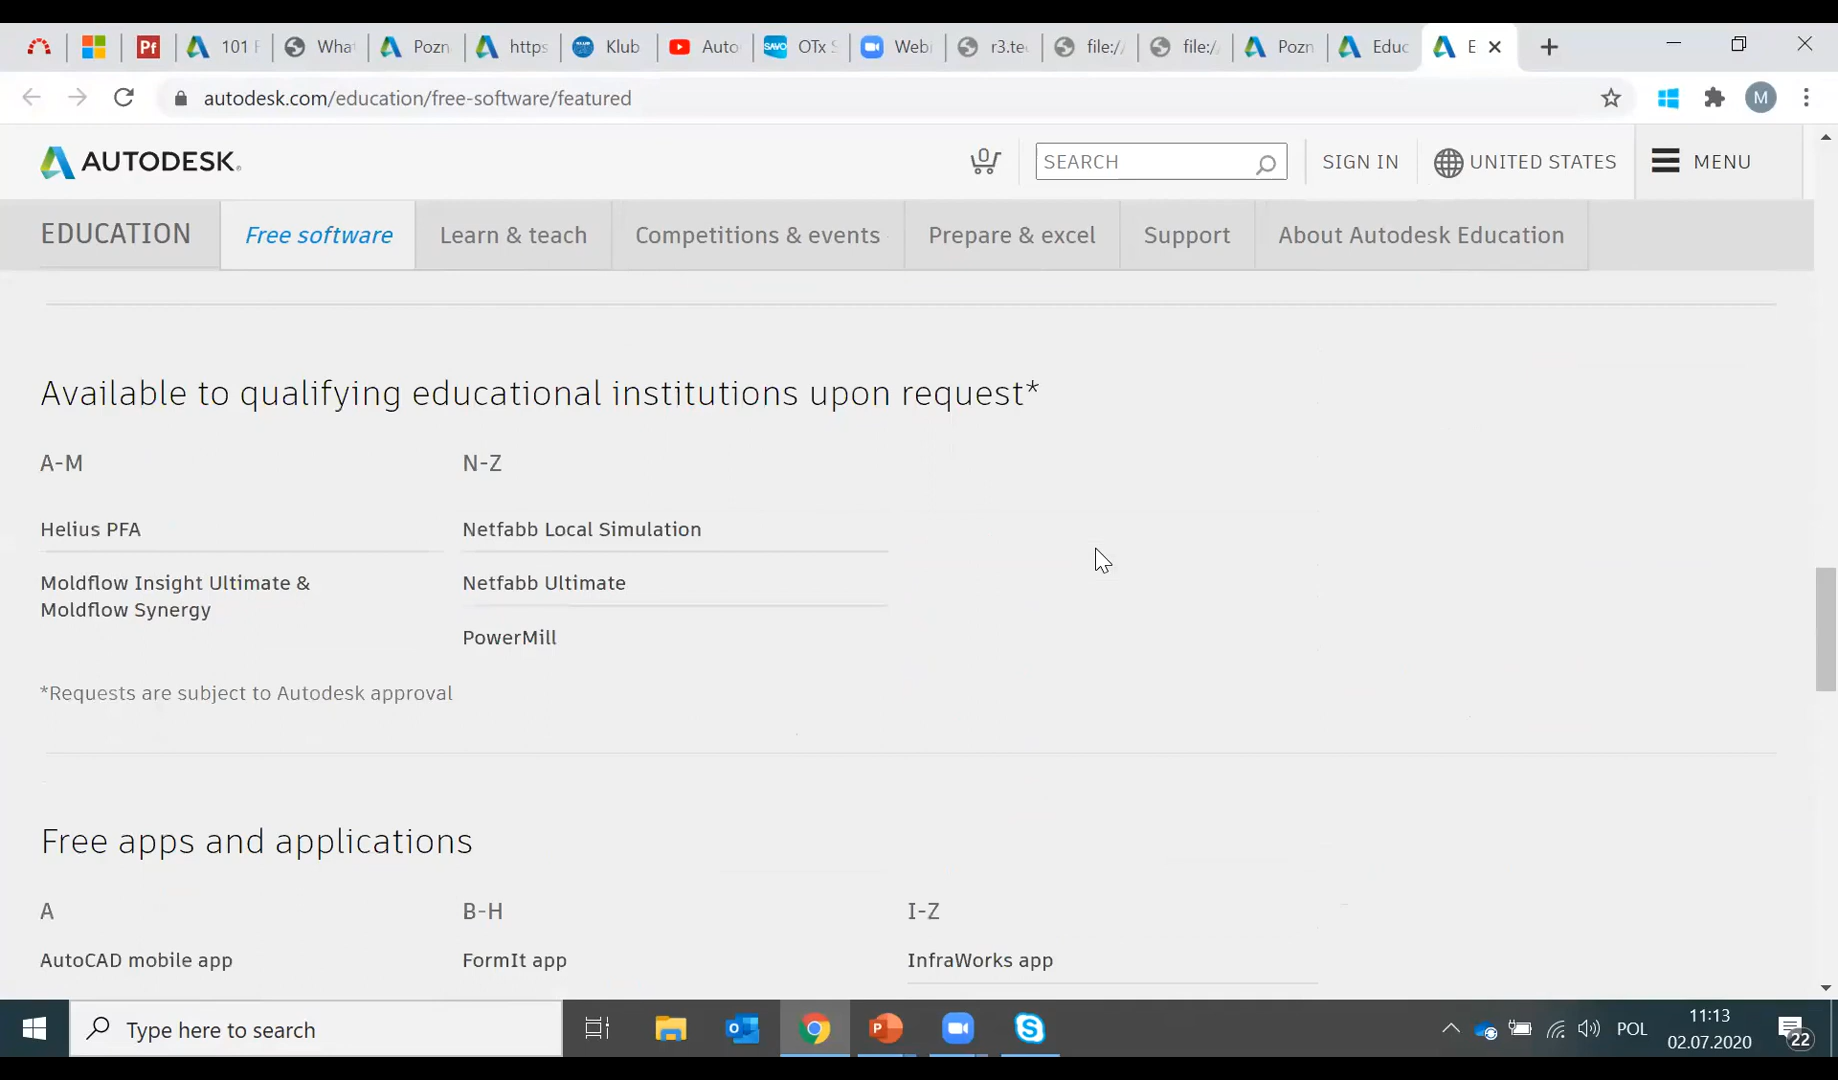 Pf
101 F
What
Pozn
https
Klub
Auto
SAVO OTx S
Webi
r3.te
file:/
file:/
Pozn
Educ
E
autodesk.com/education/free-software/featured
M
AUTODESK.
0
SEARCH
SIGN IN
UNITED STATES
MENU
EDUCATION
Free software
Learn & teach
Competitions & events
Prepare & excel
Support
About Autodesk Education
Available to qualifying educational institutions upon request*
A-M
N-Z
Helius PFA
Netfabb Local Simulation
Moldflow Insight Ultimate &
Moldflow Synergy
Netfabb Ultimate
PowerMill
*Requests are subject to Autodesk approval
Free apps and applications
A
B-H
I-Z
AutoCAD mobile app
FormIt app
InfraWorks app
Type here to search
POL
11:13
02.07.2020
22